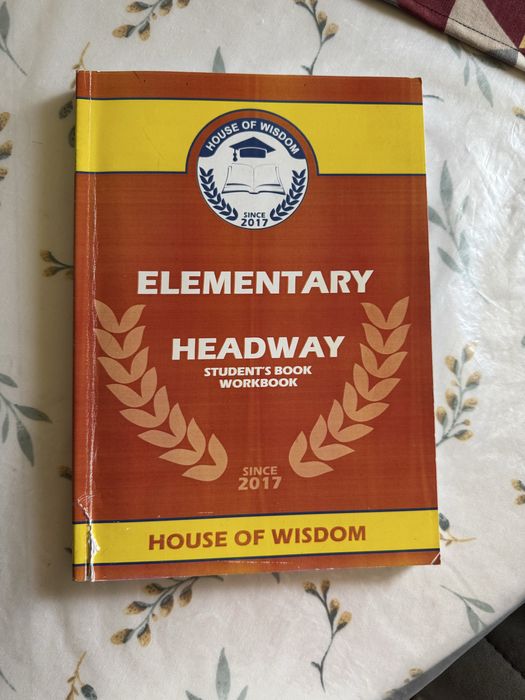 HOUSE OF WISDOM
SINCE
2017
ELEMENTARY
HEADWAY
STUDENT'S BOOK
WORKBOOK
SINCE
2017
HOUSE OF WISDOM